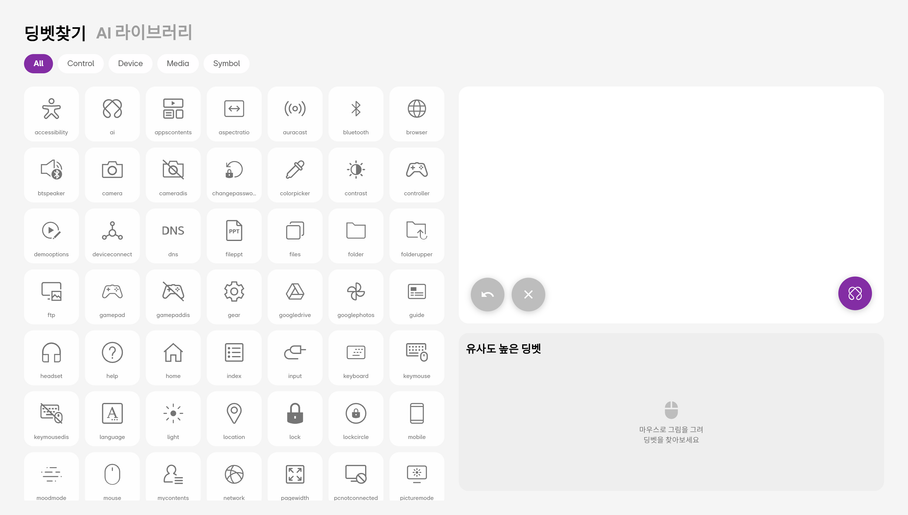 딩벳찾기 AI 라이브러리
All Control Device Media Symbol
accessibility ai appscontents aspectratio auracast bluetooth browser
btspeaker camera cameradis changepasswo... colorpicker contrast controller
DNS PPT
demooptions deviceconnect dns fileppt files folder folderupper
ftp gamepad gamepaddis gear googledrive googlephotos guide
headset help home index input keyboard keymouse
A
keymousedis language light location lock lockcircle mobile
moodmode mouse mycontents network pagewidth pcnotconnected picturemode
유사도 높은 딩벳
마우스로 그림을 그려
딩벳을 찾아보세요